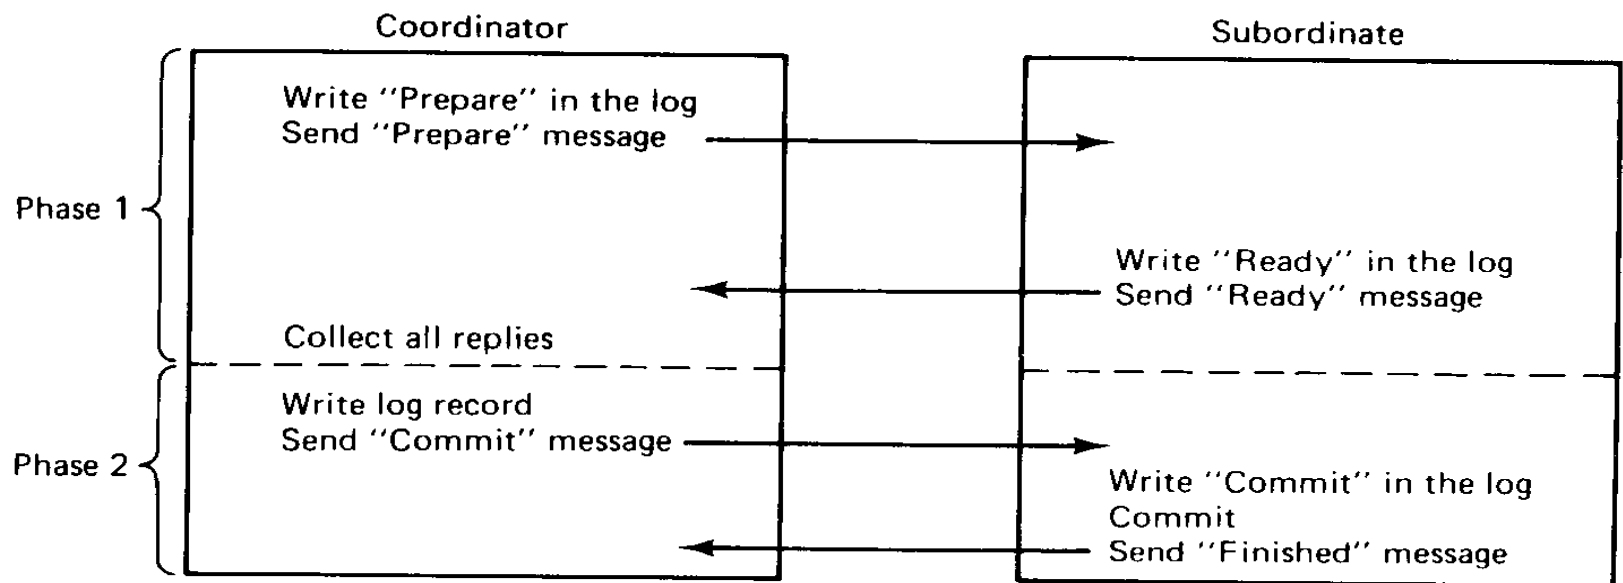 Coordinator
Subordinate
Write "Prepare" in the log
Send "Prepare" message
Phase 1
Write "Ready" in the log
Send "Ready" message
Collect all replies
Write log record
Send "Commit" message
Phase 2
Write "Commit" in the log
Commit
Send "Finished" message